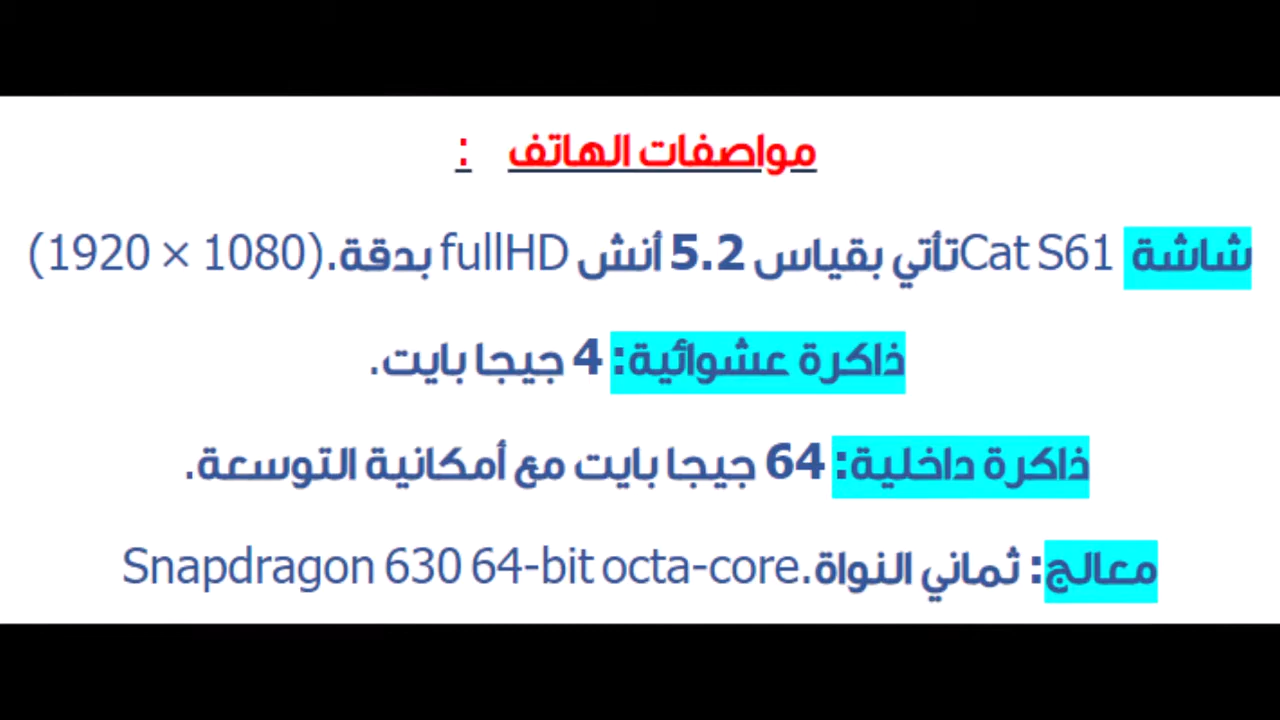 مواصفات الهاتف :
شاشة Cat S61 تأتي بقياس 5.2 أنش fullHD بدقة.(1080 × 1920)
ذاكرة عشوائية: 4 جيجا بايت.
ذاكرة داخلية: 64 جيجا بايت مع أمكانية التوسعة.
معالج: ثماني النواة.Snapdragon 630 64-bit octa-core